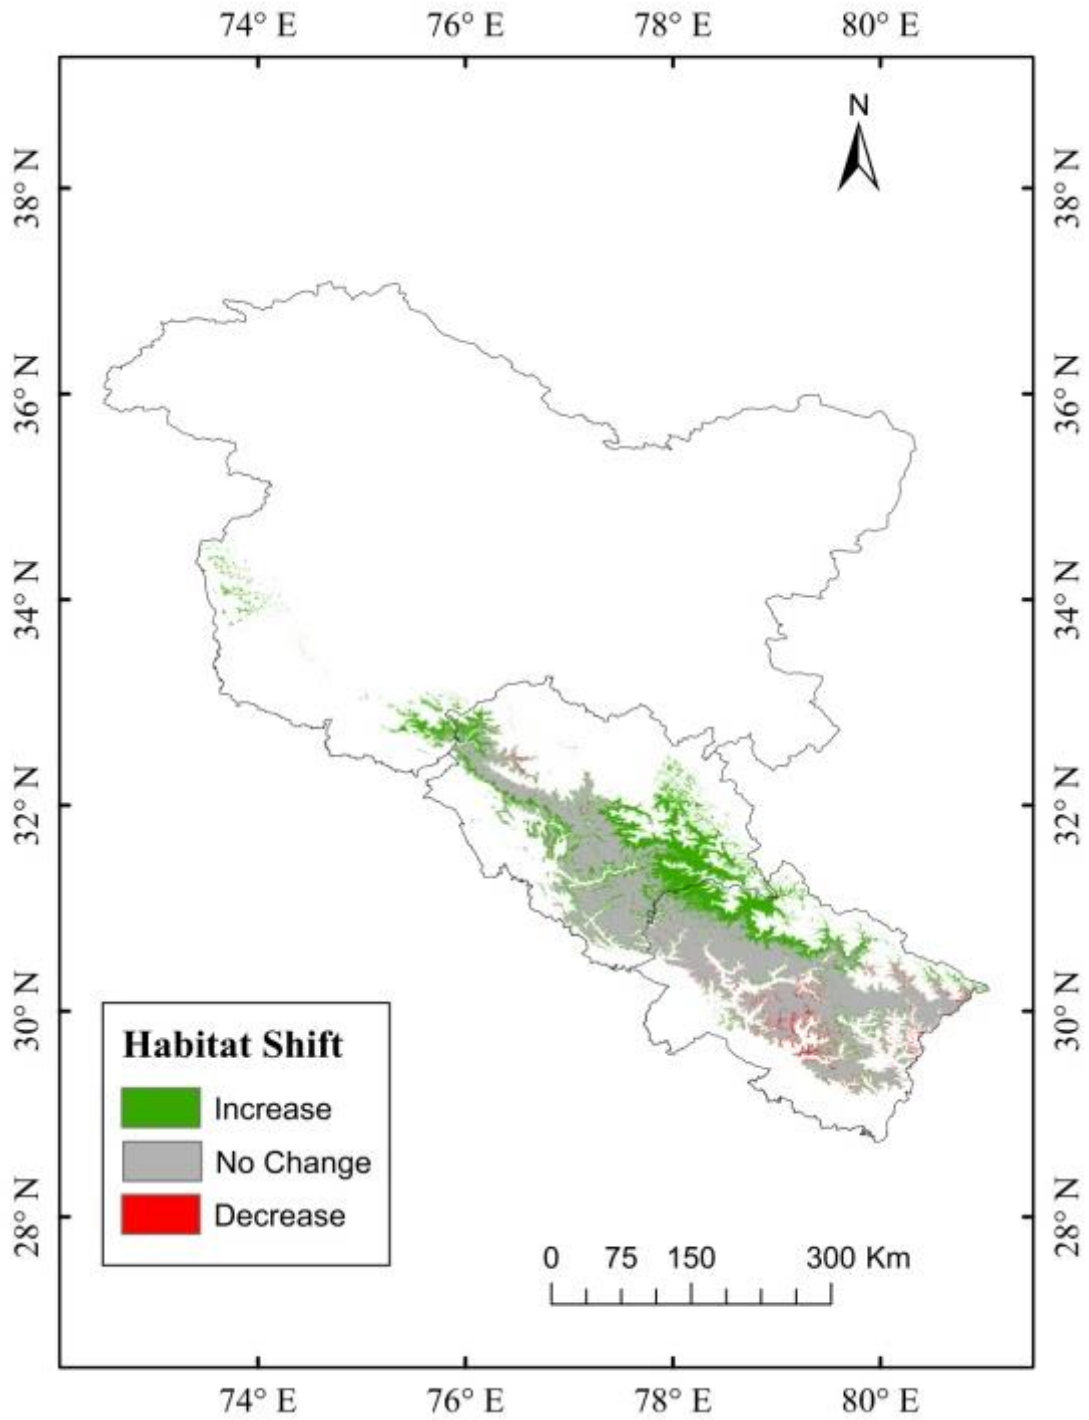 74° E 76° E 78° E 80° E
N
38° N 38° N
36° N 36° N
34° N 34° N
32° N 32° N
30° N 30° N
Habitat Shift
Increase
No Change
Decrease
28° N 28° N
0 75 150 300 Km
74° E 76° E 78° E 80° E